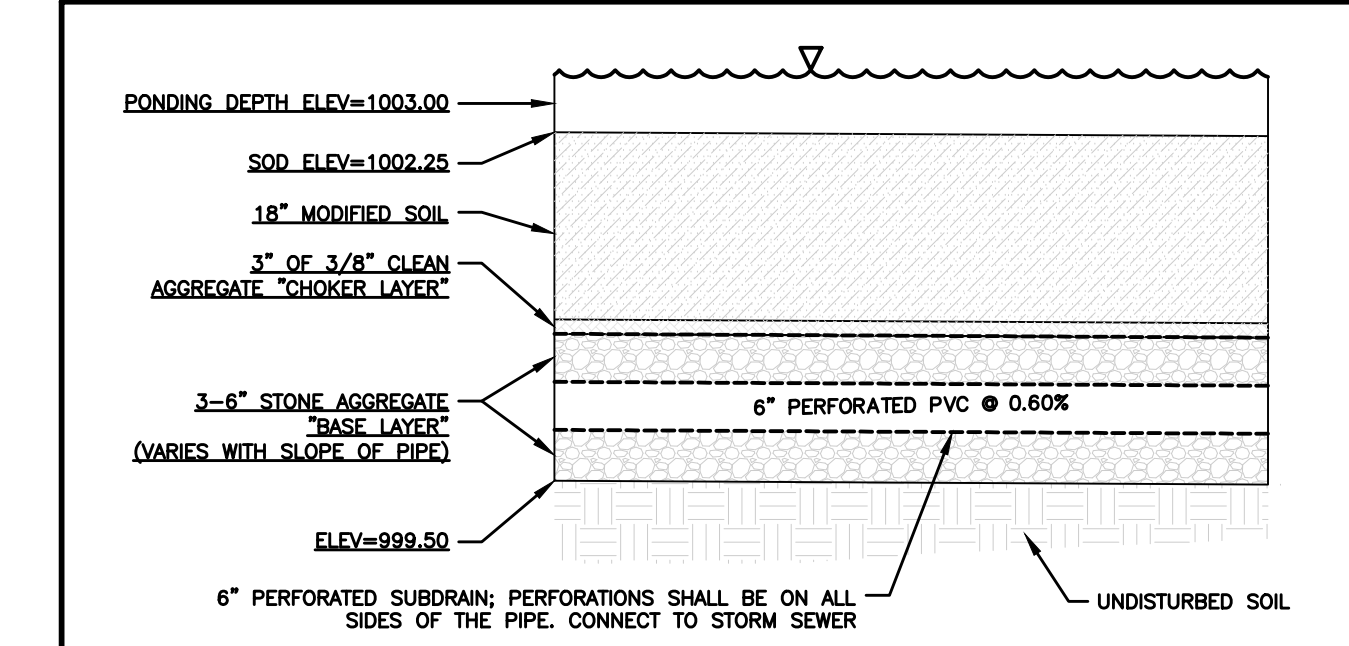 PONDING DEPTH ELEV=1003.00
SOD ELEV=1002.25
18" MODIFIED SOIL
3" OF 3/8" CLEAN
AGGREGATE "CHOKER LAYER"
3-6" STONE AGGREGATE
"BASE LAYER"
(VARIES WITH SLOPE OF PIPE)
6" PERFORATED PVC @ 0.60%
ELEV=999.50
6" PERFORATED SUBDRAIN; PERFORATIONS SHALL BE ON ALL
SIDES OF THE PIPE. CONNECT TO STORM SEWER
UNDISTURBED SOIL